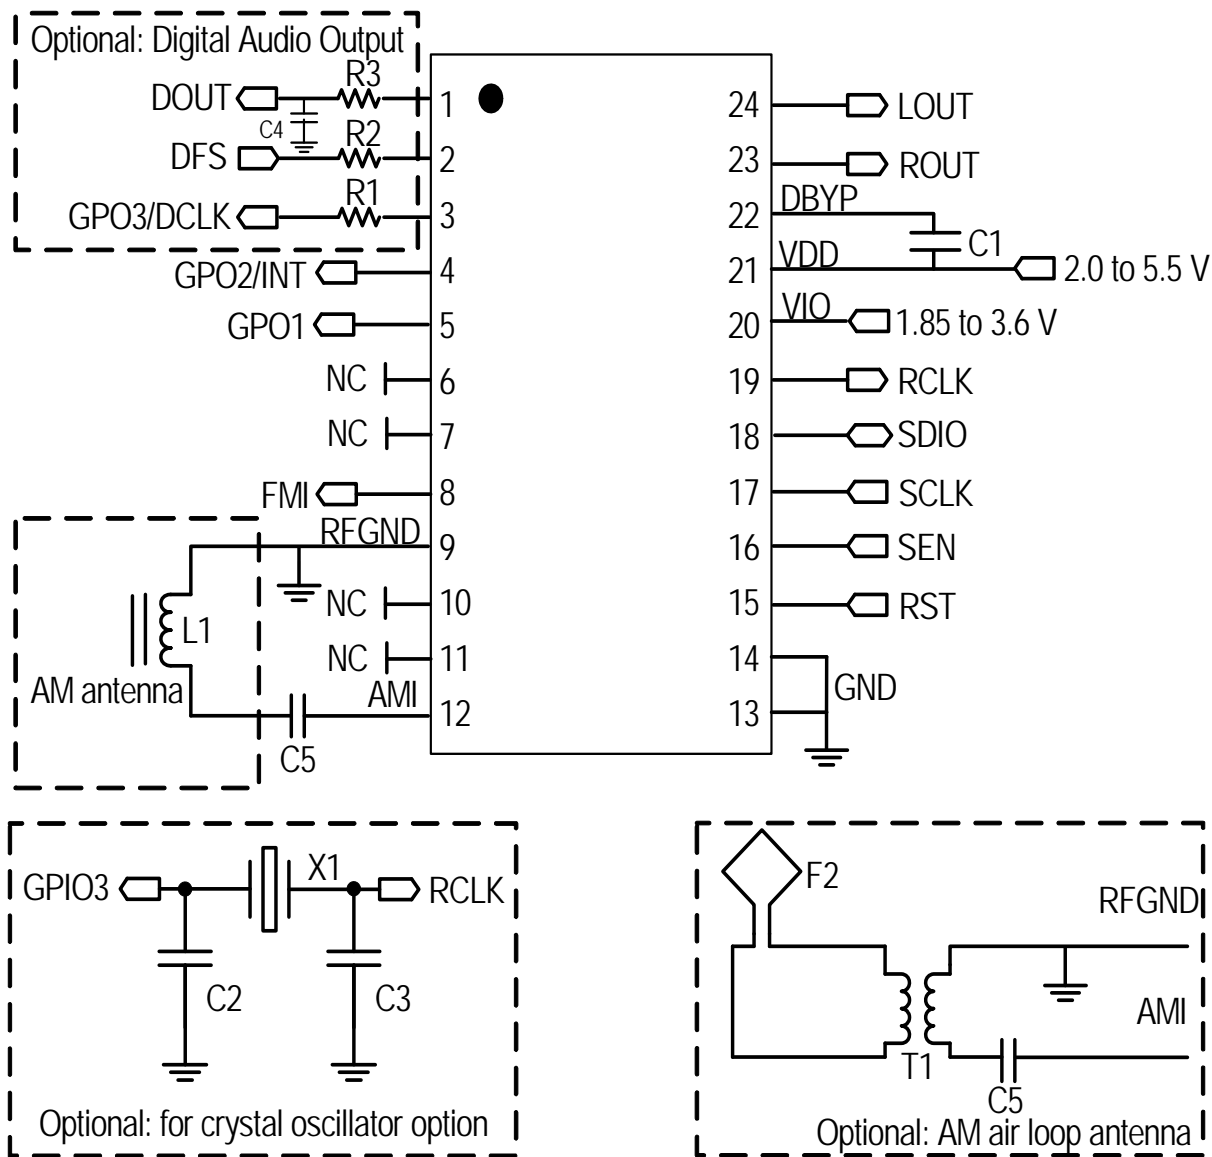 Optional: Digital Audio Output
DOUT
R3
1
C4
DFS
R2
2
GPO3/DCLK
R1
3
GPO2/INT
4
GPO1
5
NC
6
NC
7
FMI
8
RFGND
9
NC
10
NC
11
AMI
12
L1
AM antenna
C5
24
LOUT
23
ROUT
22
DBYP
C1
21
VDD
2.0 to 5.5 V
20
VIO
1.85 to 3.6 V
19
RCLK
18
SDIO
17
SCLK
16
SEN
15
RST
14
GND
13
GPIO3
X1
RCLK
C2
C3
Optional: for crystal oscillator option
F2
RFGND
AMI
T1
C5
Optional: AM air loop antenna